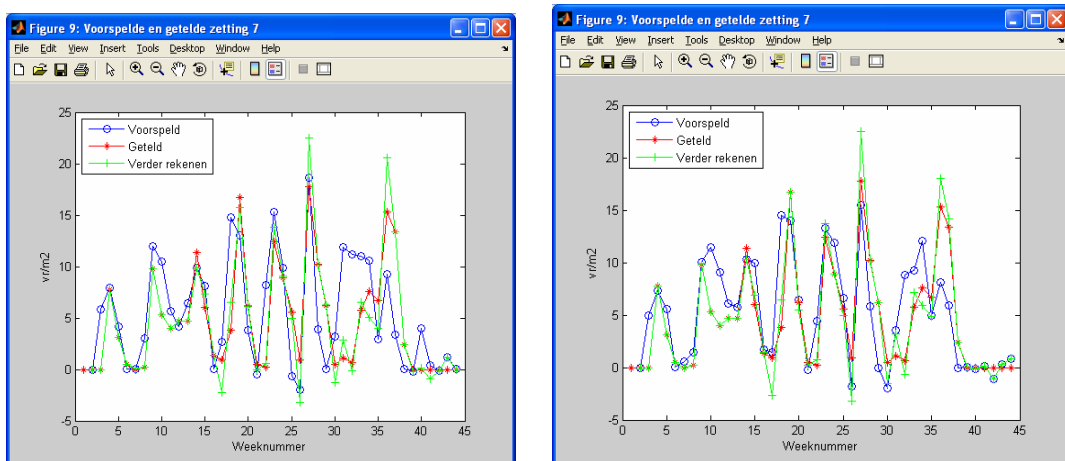 Figure 9: Voorspelde en getelde zetting 7
File Edit View Insert Tools Desktop Window Help
25
20
15
10
5
0
-5
vr/m2
Voorspeld
Geteld
Verder rekenen
0 5 10 15 20 25 30 35 40 45
Weeknummer
Figure 9: Voorspelde en getelde zetting 7
File Edit View Insert Tools Desktop Window Help
25
20
15
10
5
0
-5
vr/m2
Voorspeld
Geteld
Verder rekenen
0 5 10 15 20 25 30 35 40 45
Weeknummer